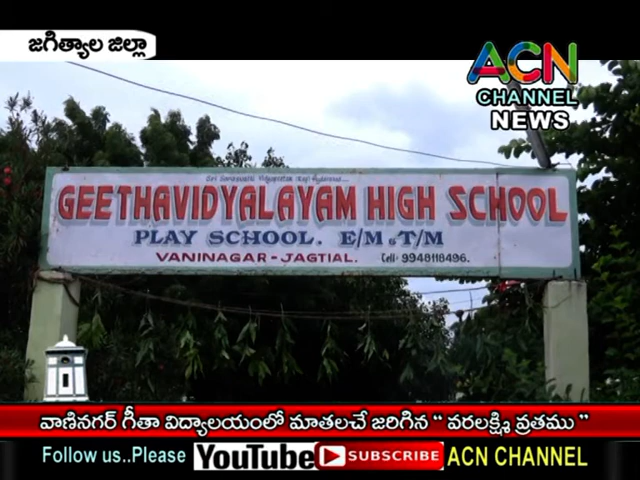 జగిత్యాల జిల్లా
ACN
CHANNEL
NEWS
GEETHAVIDYALAYAM HIGH SCHOOL
PLAY SCHOOL. E/M & T/M
VANINAGAR - JAGTIAL. Cell: 9948118496.
వాణినగర్ గీతా విద్యాలయంలో మాతలచే జరిగిన “ వరలక్ష్మి వ్రతము ”
Follow us..Please YouTube SUBSCRIBE ACN CHANNEL